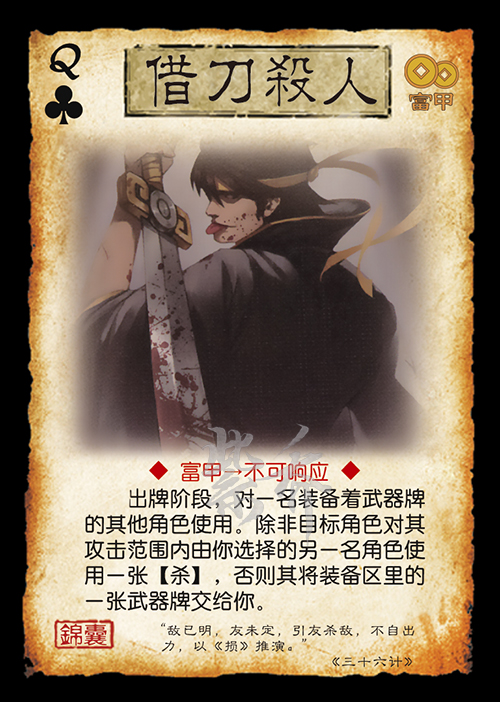 Q
借刀殺人
富甲
富甲→不可响应
出牌阶段，对一名装备着武器牌
的其他角色使用。除非目标角色对其
攻击范围内由你选择的另一名角色使
用一张【杀】，否则其将装备区里的
一张武器牌交给你。
錦囊
“敌已明，友未定，引友杀敌，不自出
力，以《损》推演。”
《三十六计》